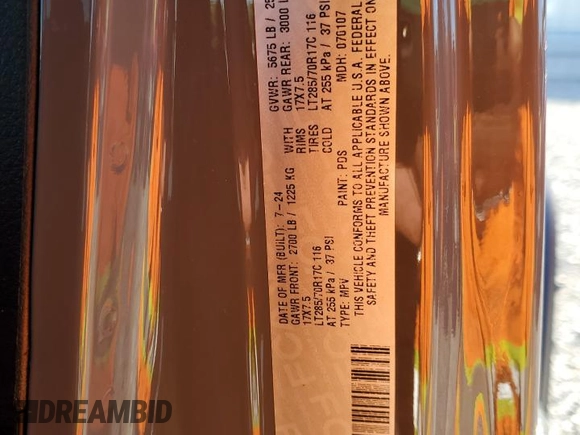 DATE OF MFR (BUILT): 7-24 GVWR: 5675 LB /
GAWR FRONT: 2700 LB / 1225 KG WITH GAWR REAR: 3000
17X7.5 RIMS 17X7.5
LT285/70R17C 116 TIRES LT285/70R17C 116
AT 255 kPa / 37 PSI COLD AT 255 kPa / 37 PSI
TYPE: MPV PAINT: PDS MDH: 070107
THIS VEHICLE CONFORMS TO ALL APPLICABLE U.S.A. FEDERAL
SAFETY AND THEFT PREVENTION STANDARDS IN EFFECT ON
MANUFACTURE SHOWN ABOVE.
DREAMBID